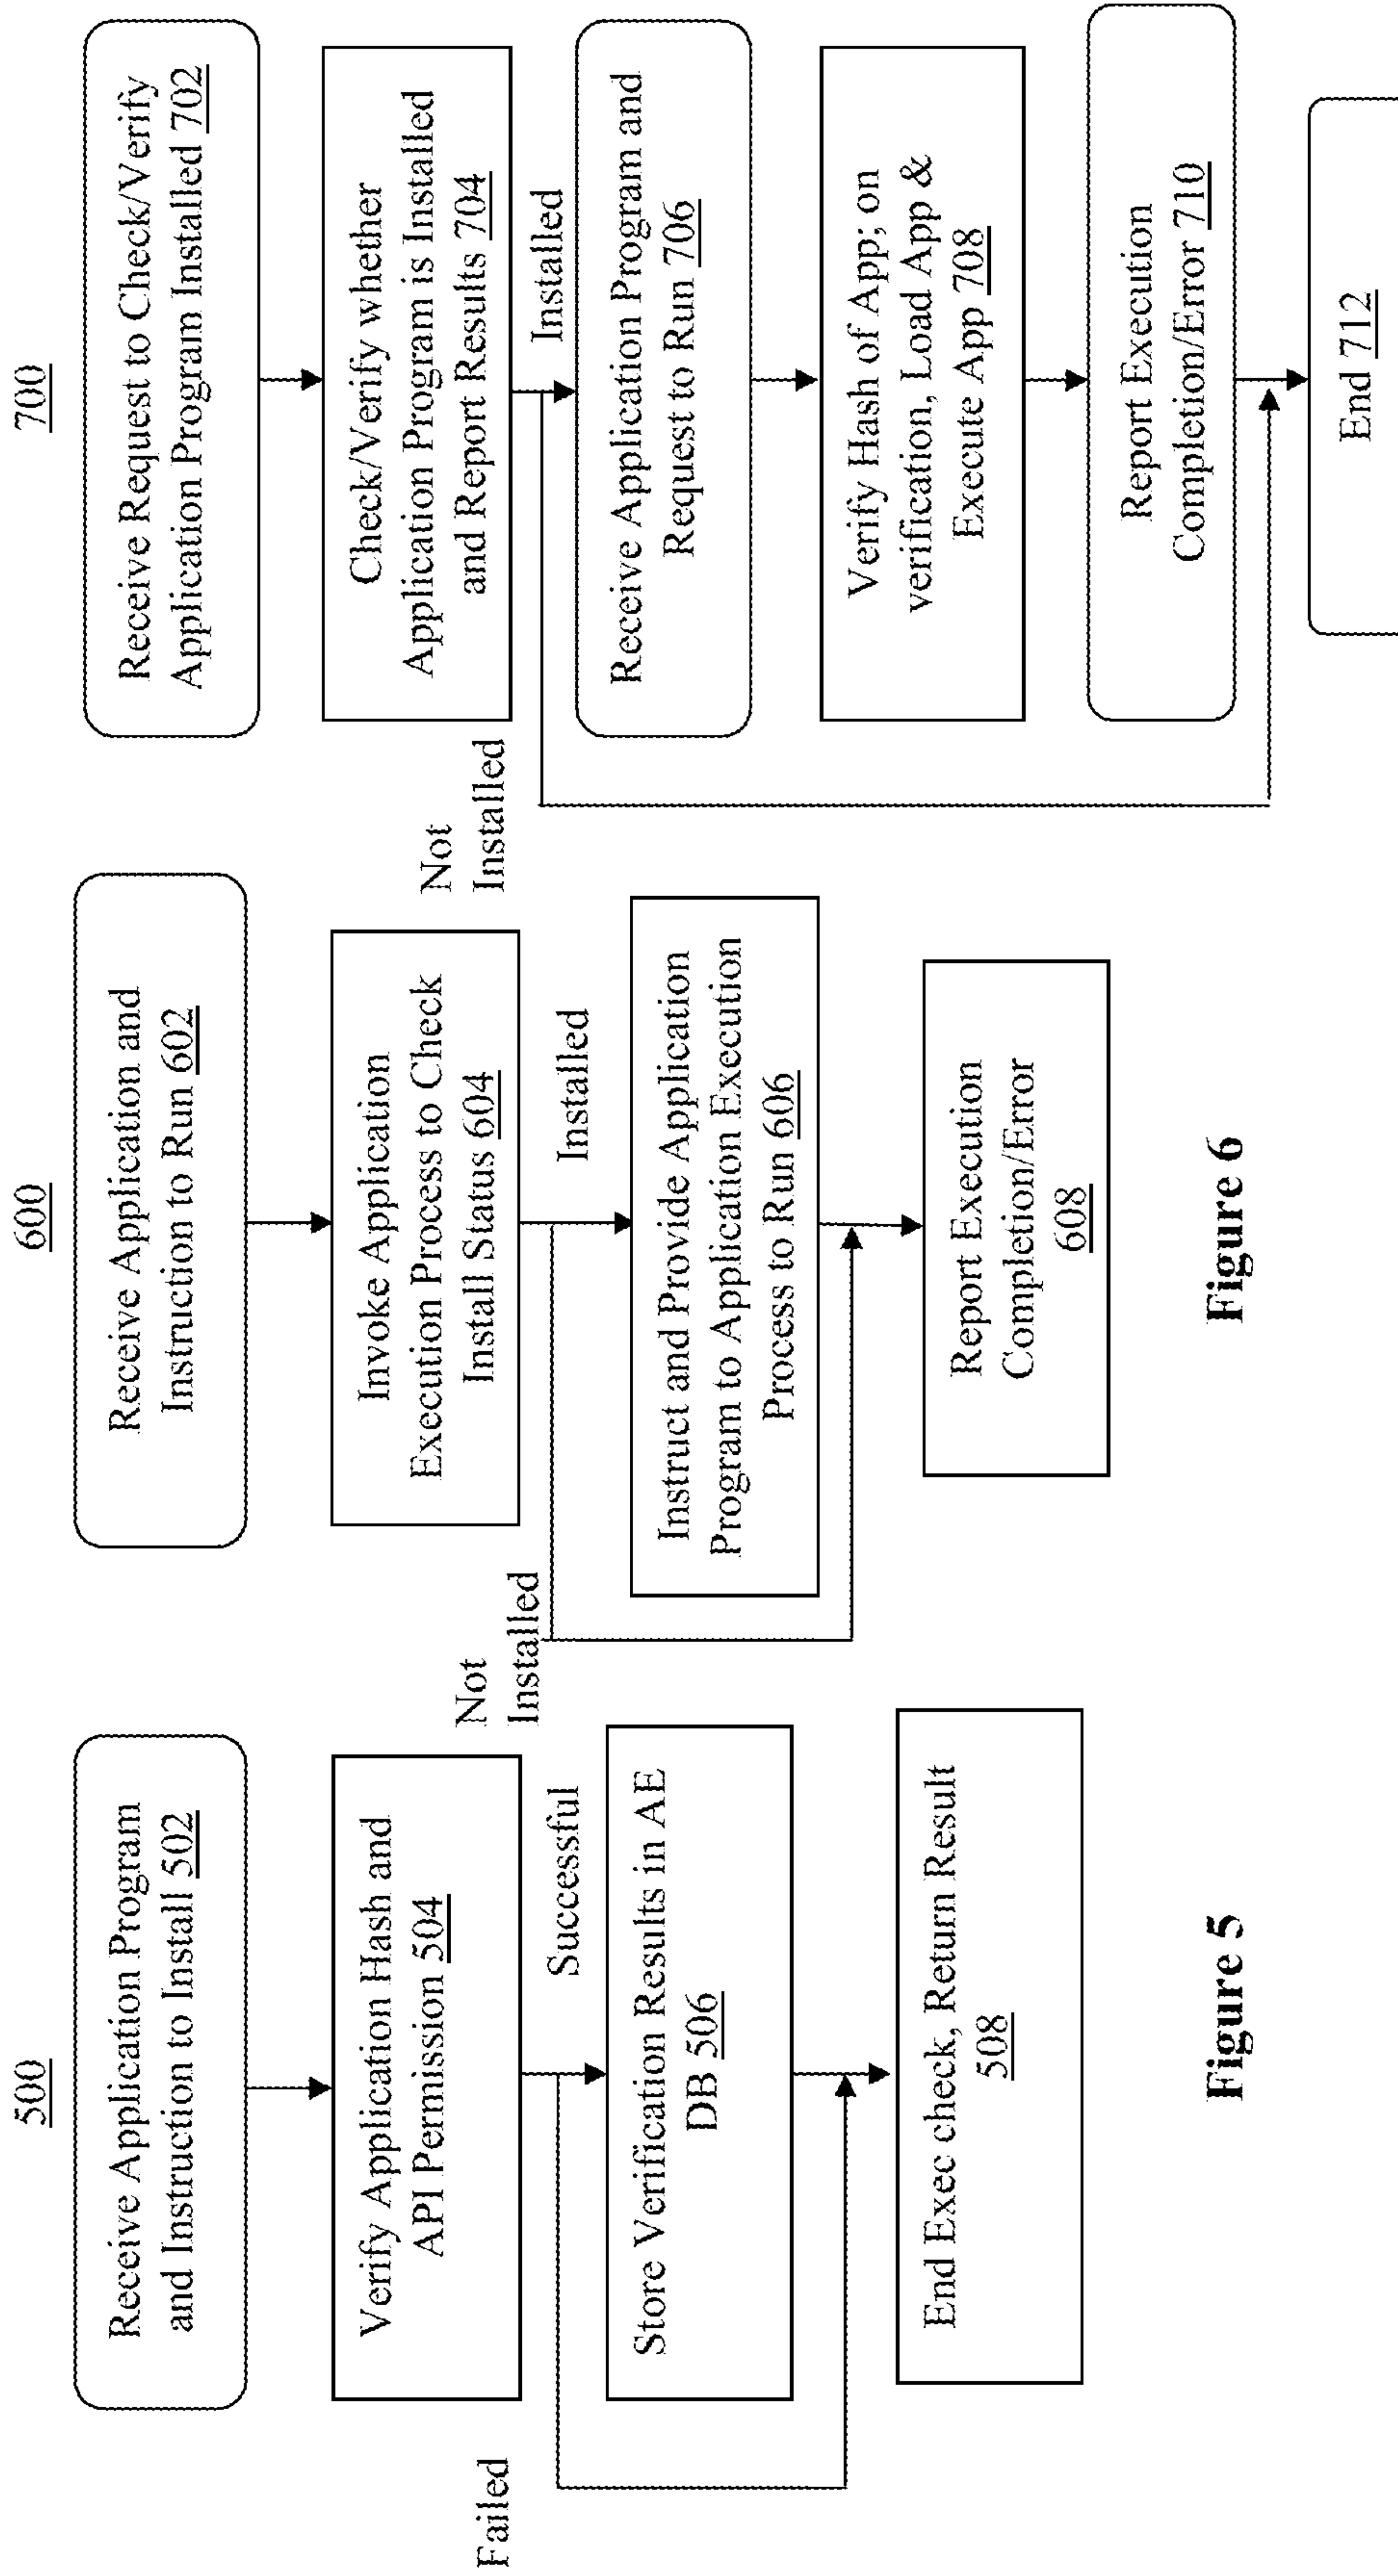 500
Receive Application Program
and Instruction to Install 502
Verify Application Hash and
API Permission 504
Failed
Successful
Store Verification Results in AE
DB 506
End Exec check, Return Result
508
Figure 5
600
Receive Application and
Instruction to Run 602
Invoke Application
Execution Process to Check
Install Status 604
Not
Installed
Installed
Instruct and Provide Application
Program to Application Execution
Process to Run 606
Report Execution
Completion/Error
608
Figure 6
700
Receive Request to Check/Verify
Application Program Installed 702
Check/Verify whether
Application Program is Installed
and Report Results 704
Not
Installed
Installed
Receive Application Program and
Request to Run 706
Verify Hash of App; on
verification, Load App &
Execute App 708
Report Execution
Completion/Error 710
End 712